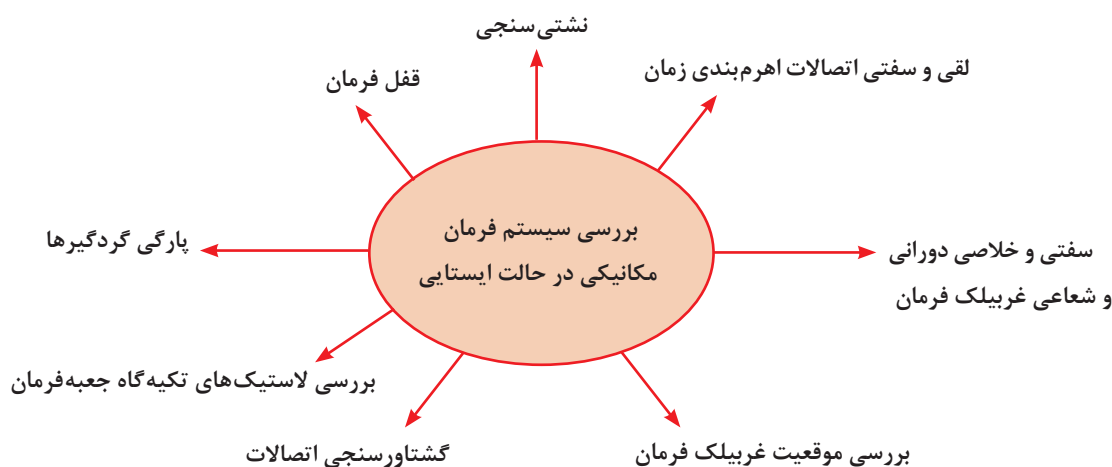 نشتی‌سنجی
لقی و سفتی اتصالات اهرم‌بندی زمان
قفل فرمان
بررسی سیستم فرمان
مکانیکی در حالت ایستایی
پارگی گردگیرها
سفتی و خلاصی دورانی
و شعاعی غربیلک فرمان
بررسی لاستیک‌های تکیه‌گاه جعبه‌فرمان
گشتاورسنجی اتصالات
بررسی موقعیت غربیلک فرمان